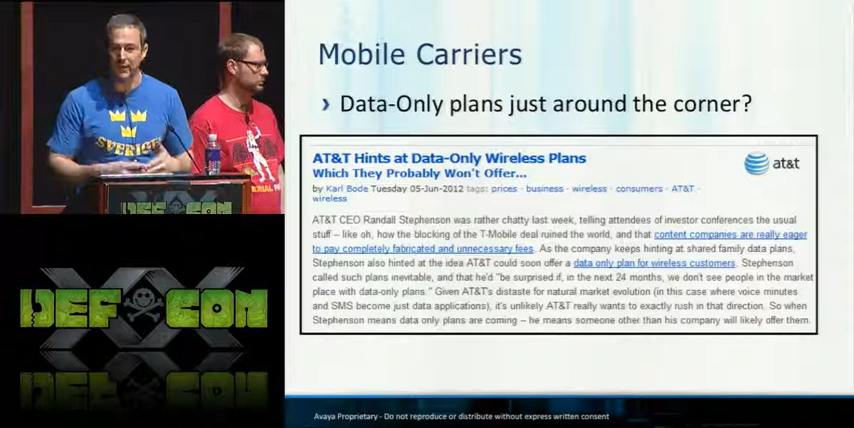 SVERIGE
DEF CON
DEF CON
Mobile Carriers
› Data-Only plans just around the corner?
AT&T Hints at Data-Only Wireless Plans
Which They Probably Won't Offer...
by Karl Bode Tuesday 05-Jun-2012 tags: prices · business · wireless · consumers · AT&T ·
wireless
at&t
AT&T CEO Randall Stephenson was rather chatty last week, telling attendees of investor conferences the usual
stuff -- like oh, how the blocking of the T-Mobile deal ruined the world, and that content companies are really eager
to pay completely fabricated and unnecessary fees. As the company keeps hinting at shared family data plans,
Stephenson also hinted at the idea AT&T could soon offer a data only plan for wireless customers. Stephenson
called such plans inevitable, and that he'd "be surprised if, in the next 24 months, we don't see people in the market
place with data-only plans." Given AT&T's distaste for natural market evolution (in this case where voice minutes
and SMS become just data applications), it's unlikely AT&T really wants to exactly rush in that direction. So when
Stephenson means data only plans are coming -- he means someone other than his company will likely offer them.
Avaya Proprietary - Do not reproduce or distribute without express written consent